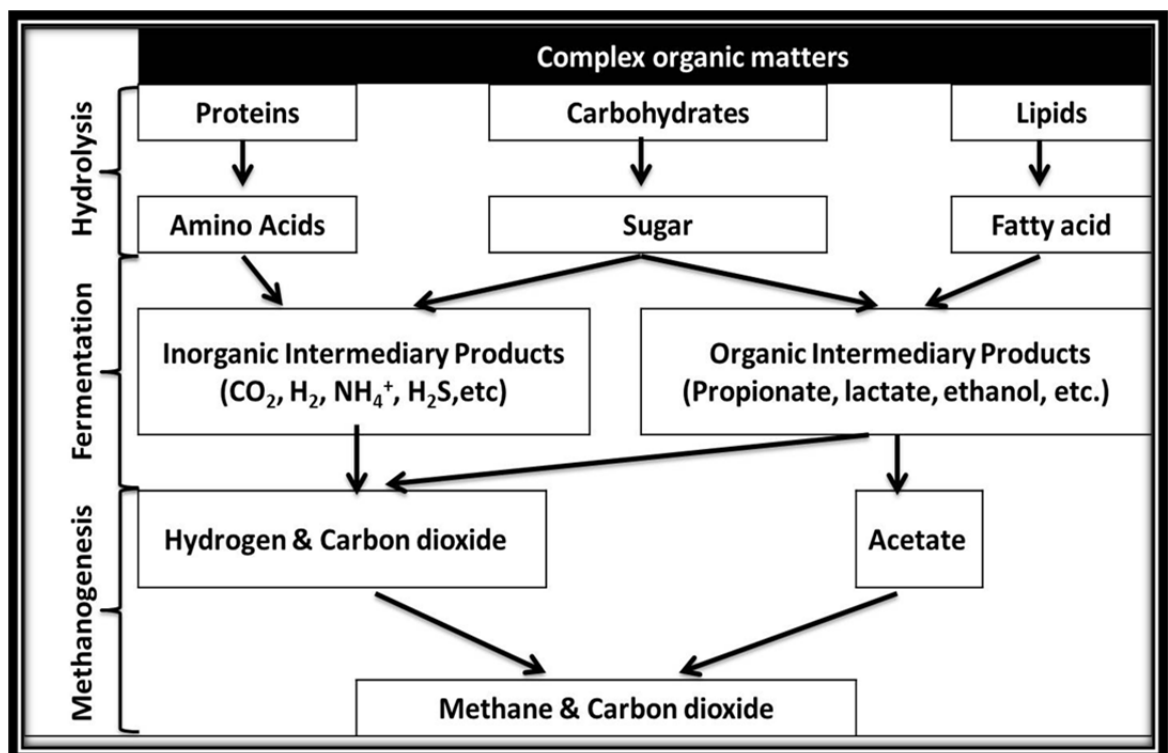 Complex organic matters
Hydrolysis
Proteins
Carbohydrates
Lipids
Amino Acids
Sugar
Fatty acid
Fermentation
Inorganic Intermediary Products
(CO₂, H₂, NH₄⁺, H₂S,etc)
Organic Intermediary Products
(Propionate, lactate, ethanol, etc.)
Methanogenesis
Hydrogen & Carbon dioxide
Acetate
Methane & Carbon dioxide